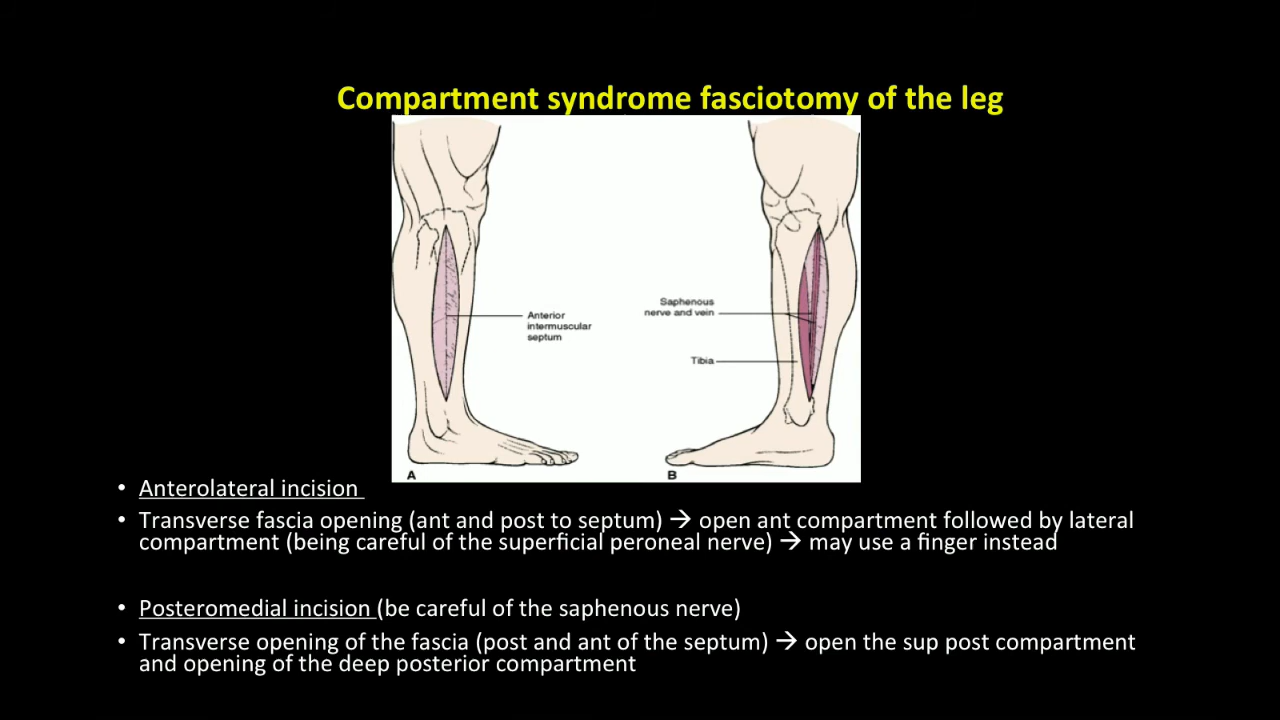 Compartment syndrome fasciotomy of the leg
Anterior
intermuscular
septum
Saphenous
nerve and vein
Tibia
A
B
• Anterolateral incision
• Transverse fascia opening (ant and post to septum) → open ant compartment followed by lateral
compartment (being careful of the superficial peroneal nerve) → may use a finger instead
• Posteromedial incision (be careful of the saphenous nerve)
• Transverse opening of the fascia (post and ant of the septum) → open the sup post compartment
and opening of the deep posterior compartment